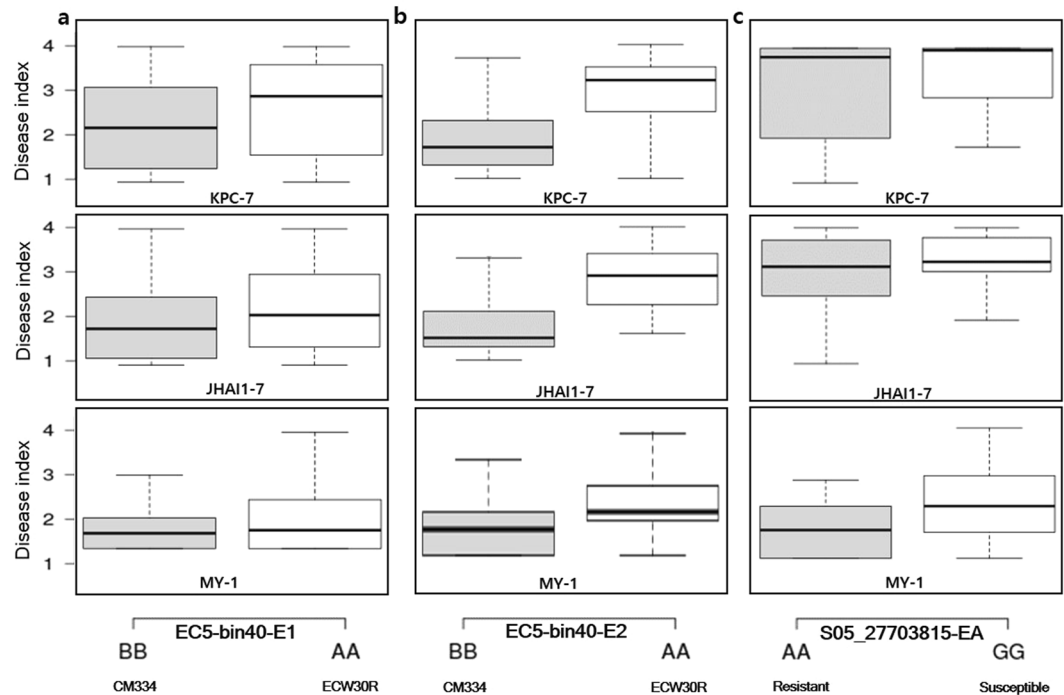 a
b
c
Disease index
4
3
2
1
KPC-7
KPC-7
KPC-7
Disease index
4
3
2
1
JHAI1-7
JHAI1-7
JHAI1-7
Disease index
4
3
2
1
MY-1
MY-1
MY-1
EC5-bin40-E1
EC5-bin40-E2
S05_27703815-EA
BB
AA
BB
AA
AA
GG
CM334
ECW30R
CM334
ECW30R
Resistant
Susceptible